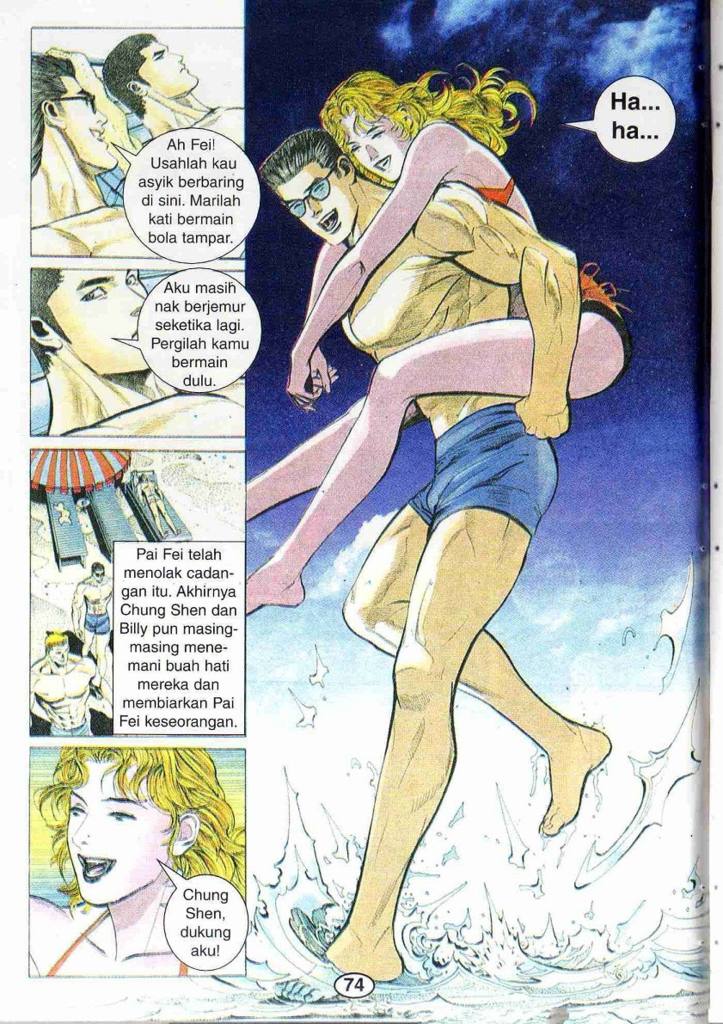 Ah Fei!
Usahlah kau
asyik berbaring
di sini. Marilah
kati bermain
bola tampar.
Aku masih
nak berjemur
seketika lagi.
Pergilah kamu
bermain
dulu.
Pai Fei telah
menolak cadan-
gan itu. Akhirnya
Chung Shen dan
Billy pun masing-
masing mene-
mani buah hati
mereka dan
membiarkan Pai
Fei keseorangan.
Chung
Shen,
dukung
aku!
Ha...
ha...
74